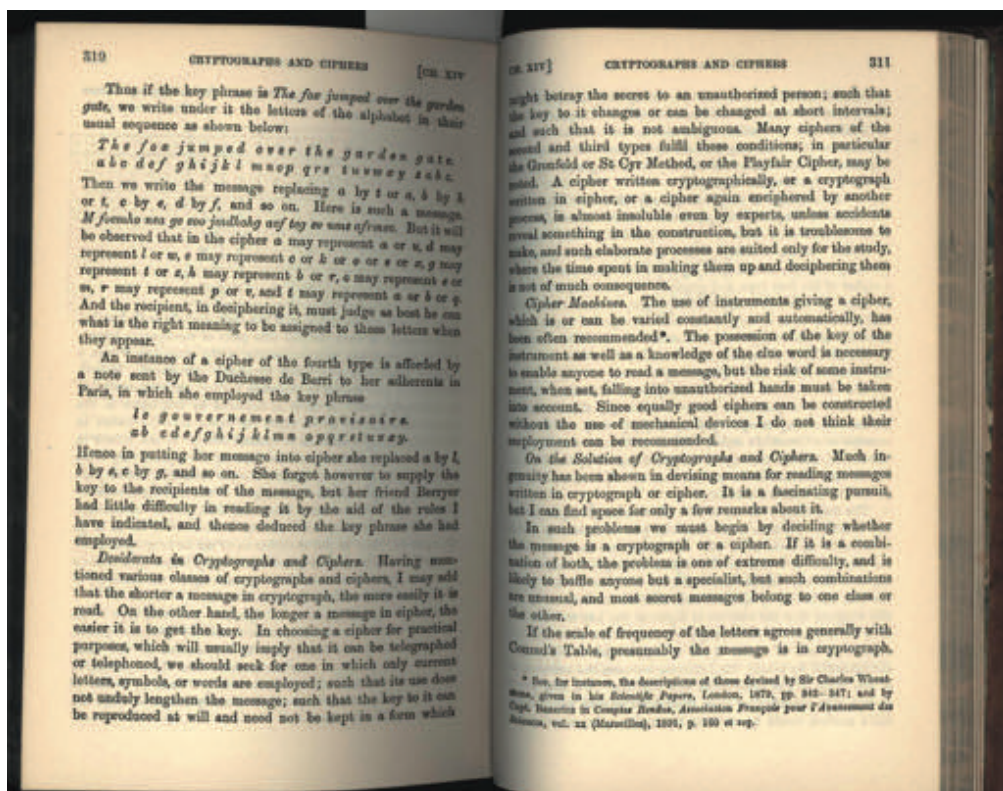 310
CRYPTOGRAPHS AND CIPHERS
[CH. XIV
Thus if the key phrase is The fox jumped over the garden
gate, we write under it the letters of the alphabet in their
usual sequence as shown below:
The fox jumped over the garden gate.
abc def ghijkl mnop qrs tuvwxy zabc.
Then we write the message replacing a by t or a, b by h
or t, c by e, d by f, and so on. Here is such a message.
But it will
be observed that in the cipher a may represent a or u, d may
represent l or w, e may represent c or k or o or s or x, g may
represent t or z, h may represent b or r, o may represent e or
m, r may represent p or v, and t may represent a or b or q.
And the recipient, in deciphering it, must judge as best he can
what is the right meaning to be assigned to these letters when
they appear.
An instance of a cipher of the fourth type is afforded by
a note sent by the Duchesse de Berri to her adherents in
Paris, in which she employed the key phrase
le gouvernement provisoire.
ab cdefghijklmn opqrstuvxy.
Hence in putting her message into cipher she replaced a by l,
b by e, c by g, and so on. She forgot however to supply the
key to the recipients of the message, but her friend Berryer
had little difficulty in reading it by the aid of the rules I
have indicated, and thence deduced the key phrase she had
employed.
Desiderata in Cryptographs and Ciphers. Having men-
tioned various classes of cryptographs and ciphers, I may add
that the shorter a message in cryptograph, the more easily it is
read. On the other hand, the longer a message in cipher, the
easier it is to get the key. In choosing a cipher for practical
purposes, which will usually imply that it can be telegraphed
or telephoned, we should seek for one in which only current
letters, symbols, or words are employed; such that its use does
not unduly lengthen the message; such that the key to it can
be reproduced at will and need not be kept in a form which
CH. XIV]
CRYPTOGRAPHS AND CIPHERS
311
might betray the secret to an unauthorized person; such that
the key to it changes or can be changed at short intervals;
and such that it is not ambiguous. Many ciphers of the
second and third types fulfil these conditions; in particular
the Gronfeld or St Cyr Method, or the Playfair Cipher, may be
noted. A cipher written cryptographically, or a cryptograph
written in cipher, or a cipher again enciphered by another
process, is almost insoluble even by experts, unless accidents
reveal something in the construction, but it is troublesome to
make, and such elaborate processes are suited only for the study,
where the time spent in making them up and deciphering them
is not of much consequence.
Cipher Machines. The use of instruments giving a cipher,
which is or can be varied constantly and automatically, has
been often recommended*. The possession of the key of the
instrument as well as a knowledge of the clue word is necessary
to enable anyone to read a message, but the risk of some instru-
ment, when set, falling into unauthorized hands must be taken
into account. Since equally good ciphers can be constructed
without the use of mechanical devices I do not think their
employment can be recommended.
On the Solution of Cryptographs and Ciphers. Much in-
genuity has been shown in devising means for reading messages
written in cryptograph or cipher. It is a fascinating pursuit,
but I can find space for only a few remarks about it.
In such problems we must begin by deciding whether
the message is a cryptograph or a cipher. If it is a combi-
nation of both, the problem is one of extreme difficulty, and is
likely to baffle anyone but a specialist, but such combinations
are unusual, and most secret messages belong to one class or
the other.
If the scale of frequency of the letters agrees generally with
Conrad's Table, presumably the message is in cryptograph.
* See, for instance, the descriptions of those devised by Sir Charles Wheat-
stone, given in his Scientific Papers, London, 1879, pp. 342–347; and by
Capt. Bazeries in Comptes Rendus, Association Français pour l'Avancement des
Sciences, vol. xx (Marseilles), 1891, p. 160 et seq.